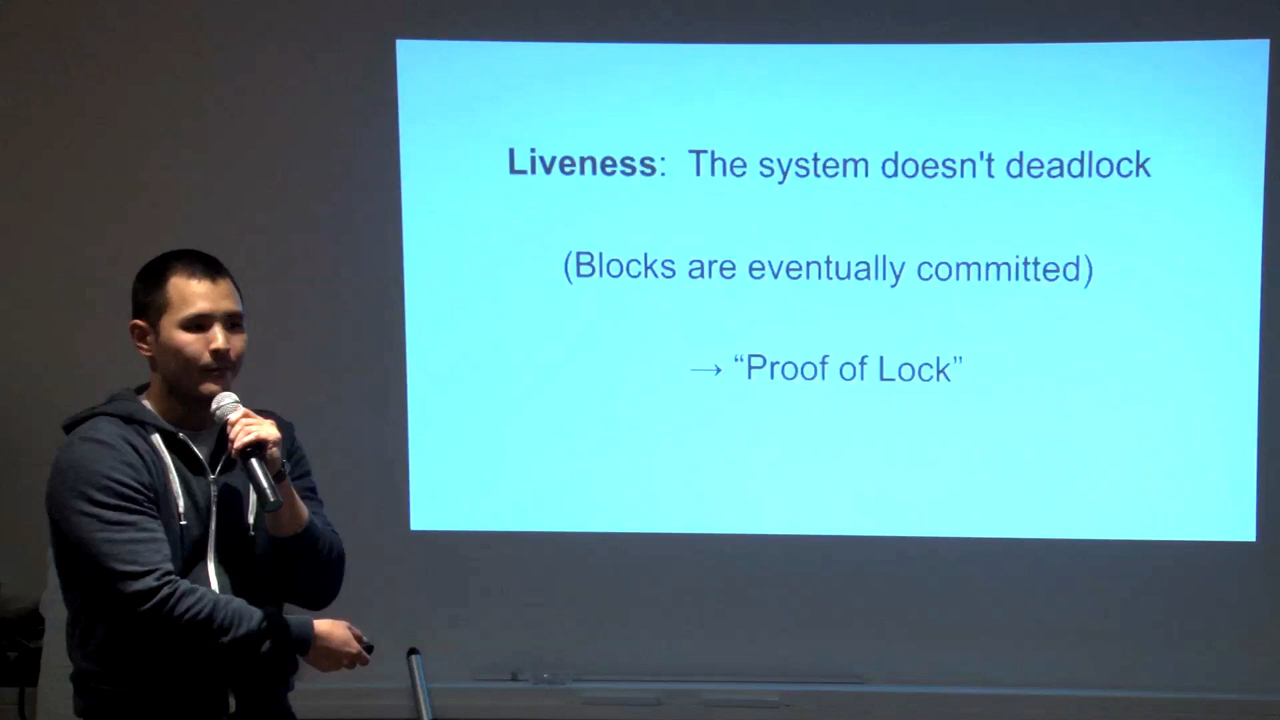 Liveness: The system doesn't deadlock
(Blocks are eventually committed)
→ “Proof of Lock”